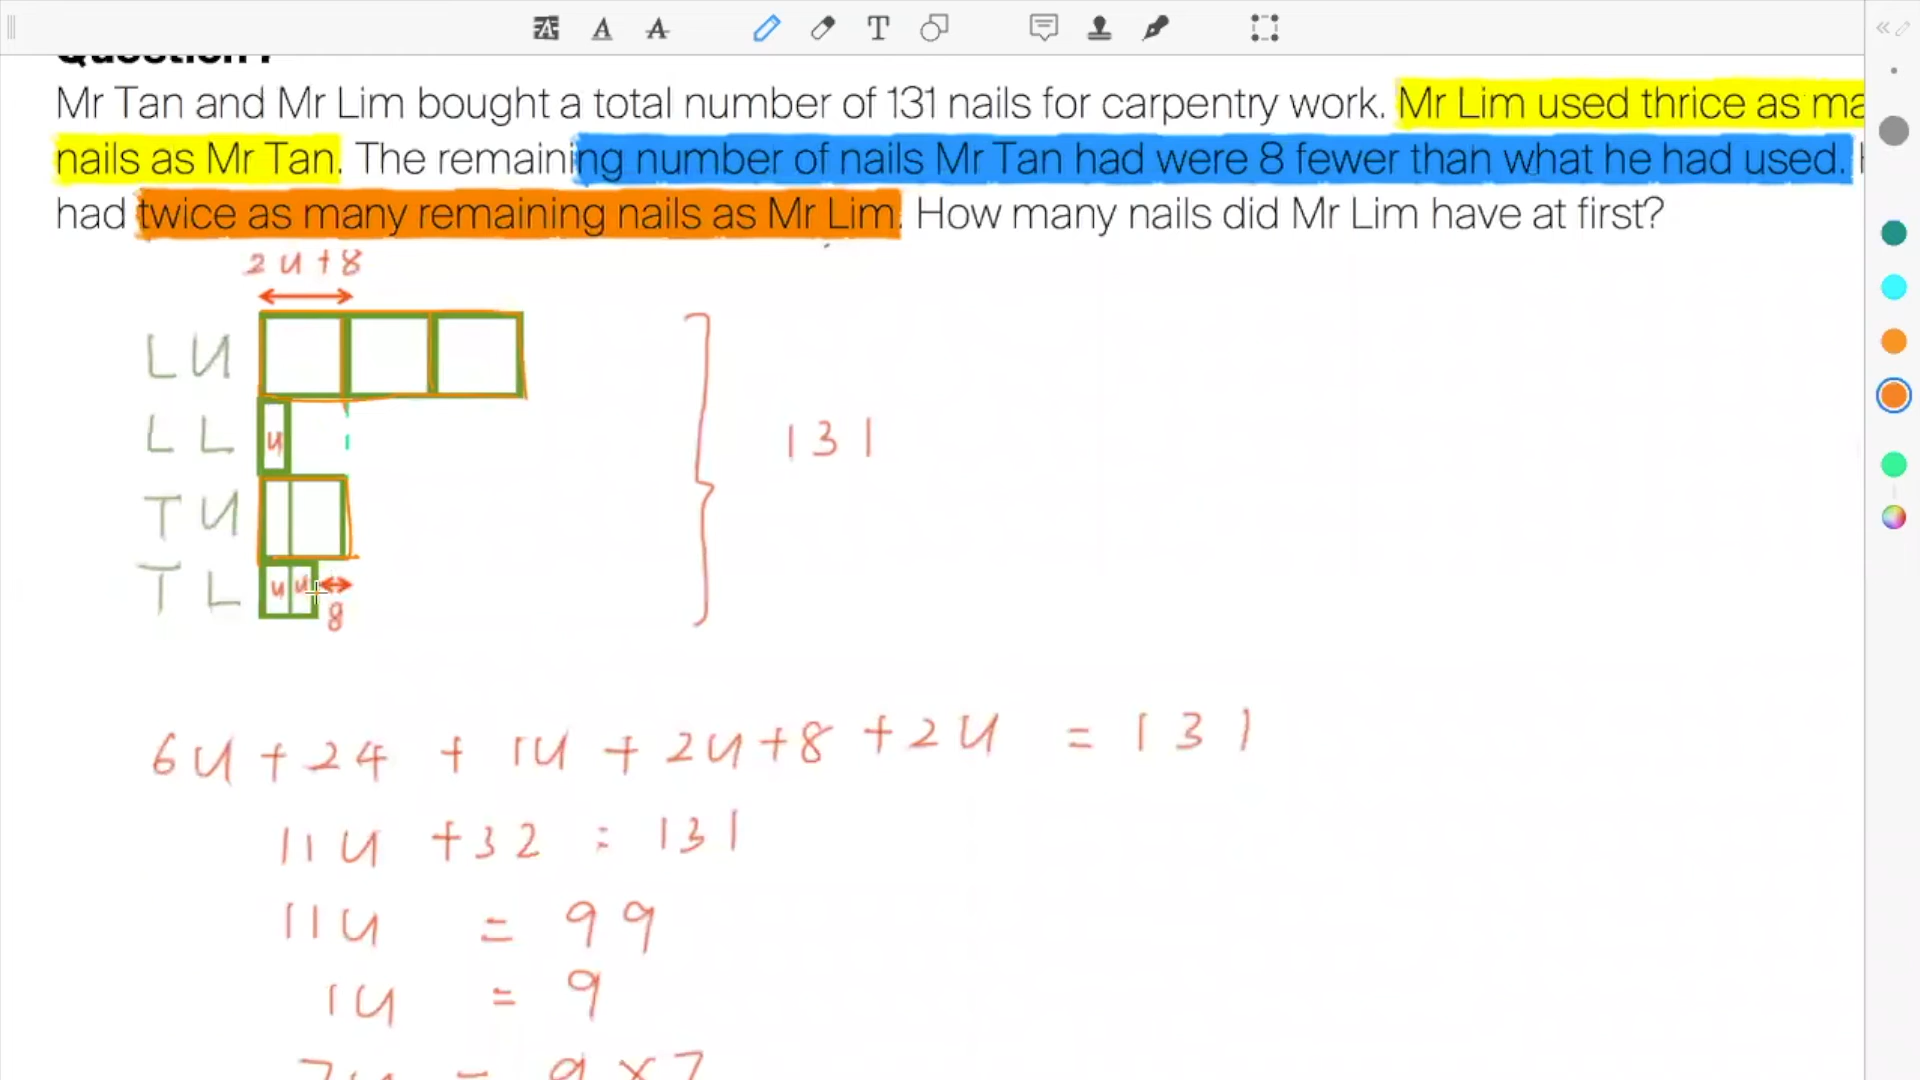 Mr Tan and Mr Lim bought a total number of 131 nails for carpentry work. Mr Lim used thrice as ma
nails as Mr Tan. The remaining number of nails Mr Tan had were 8 fewer than what he had used.
had twice as many remaining nails as Mr Lim. How many nails did Mr Lim have at first?
2u+8
LU
LL
u
131
TU
TL
u u
8
6u + 24 + 1u + 2u+8 + 2u = 131
11u + 32 = 131
11u = 99
1u = 9
7u = 9 × 7